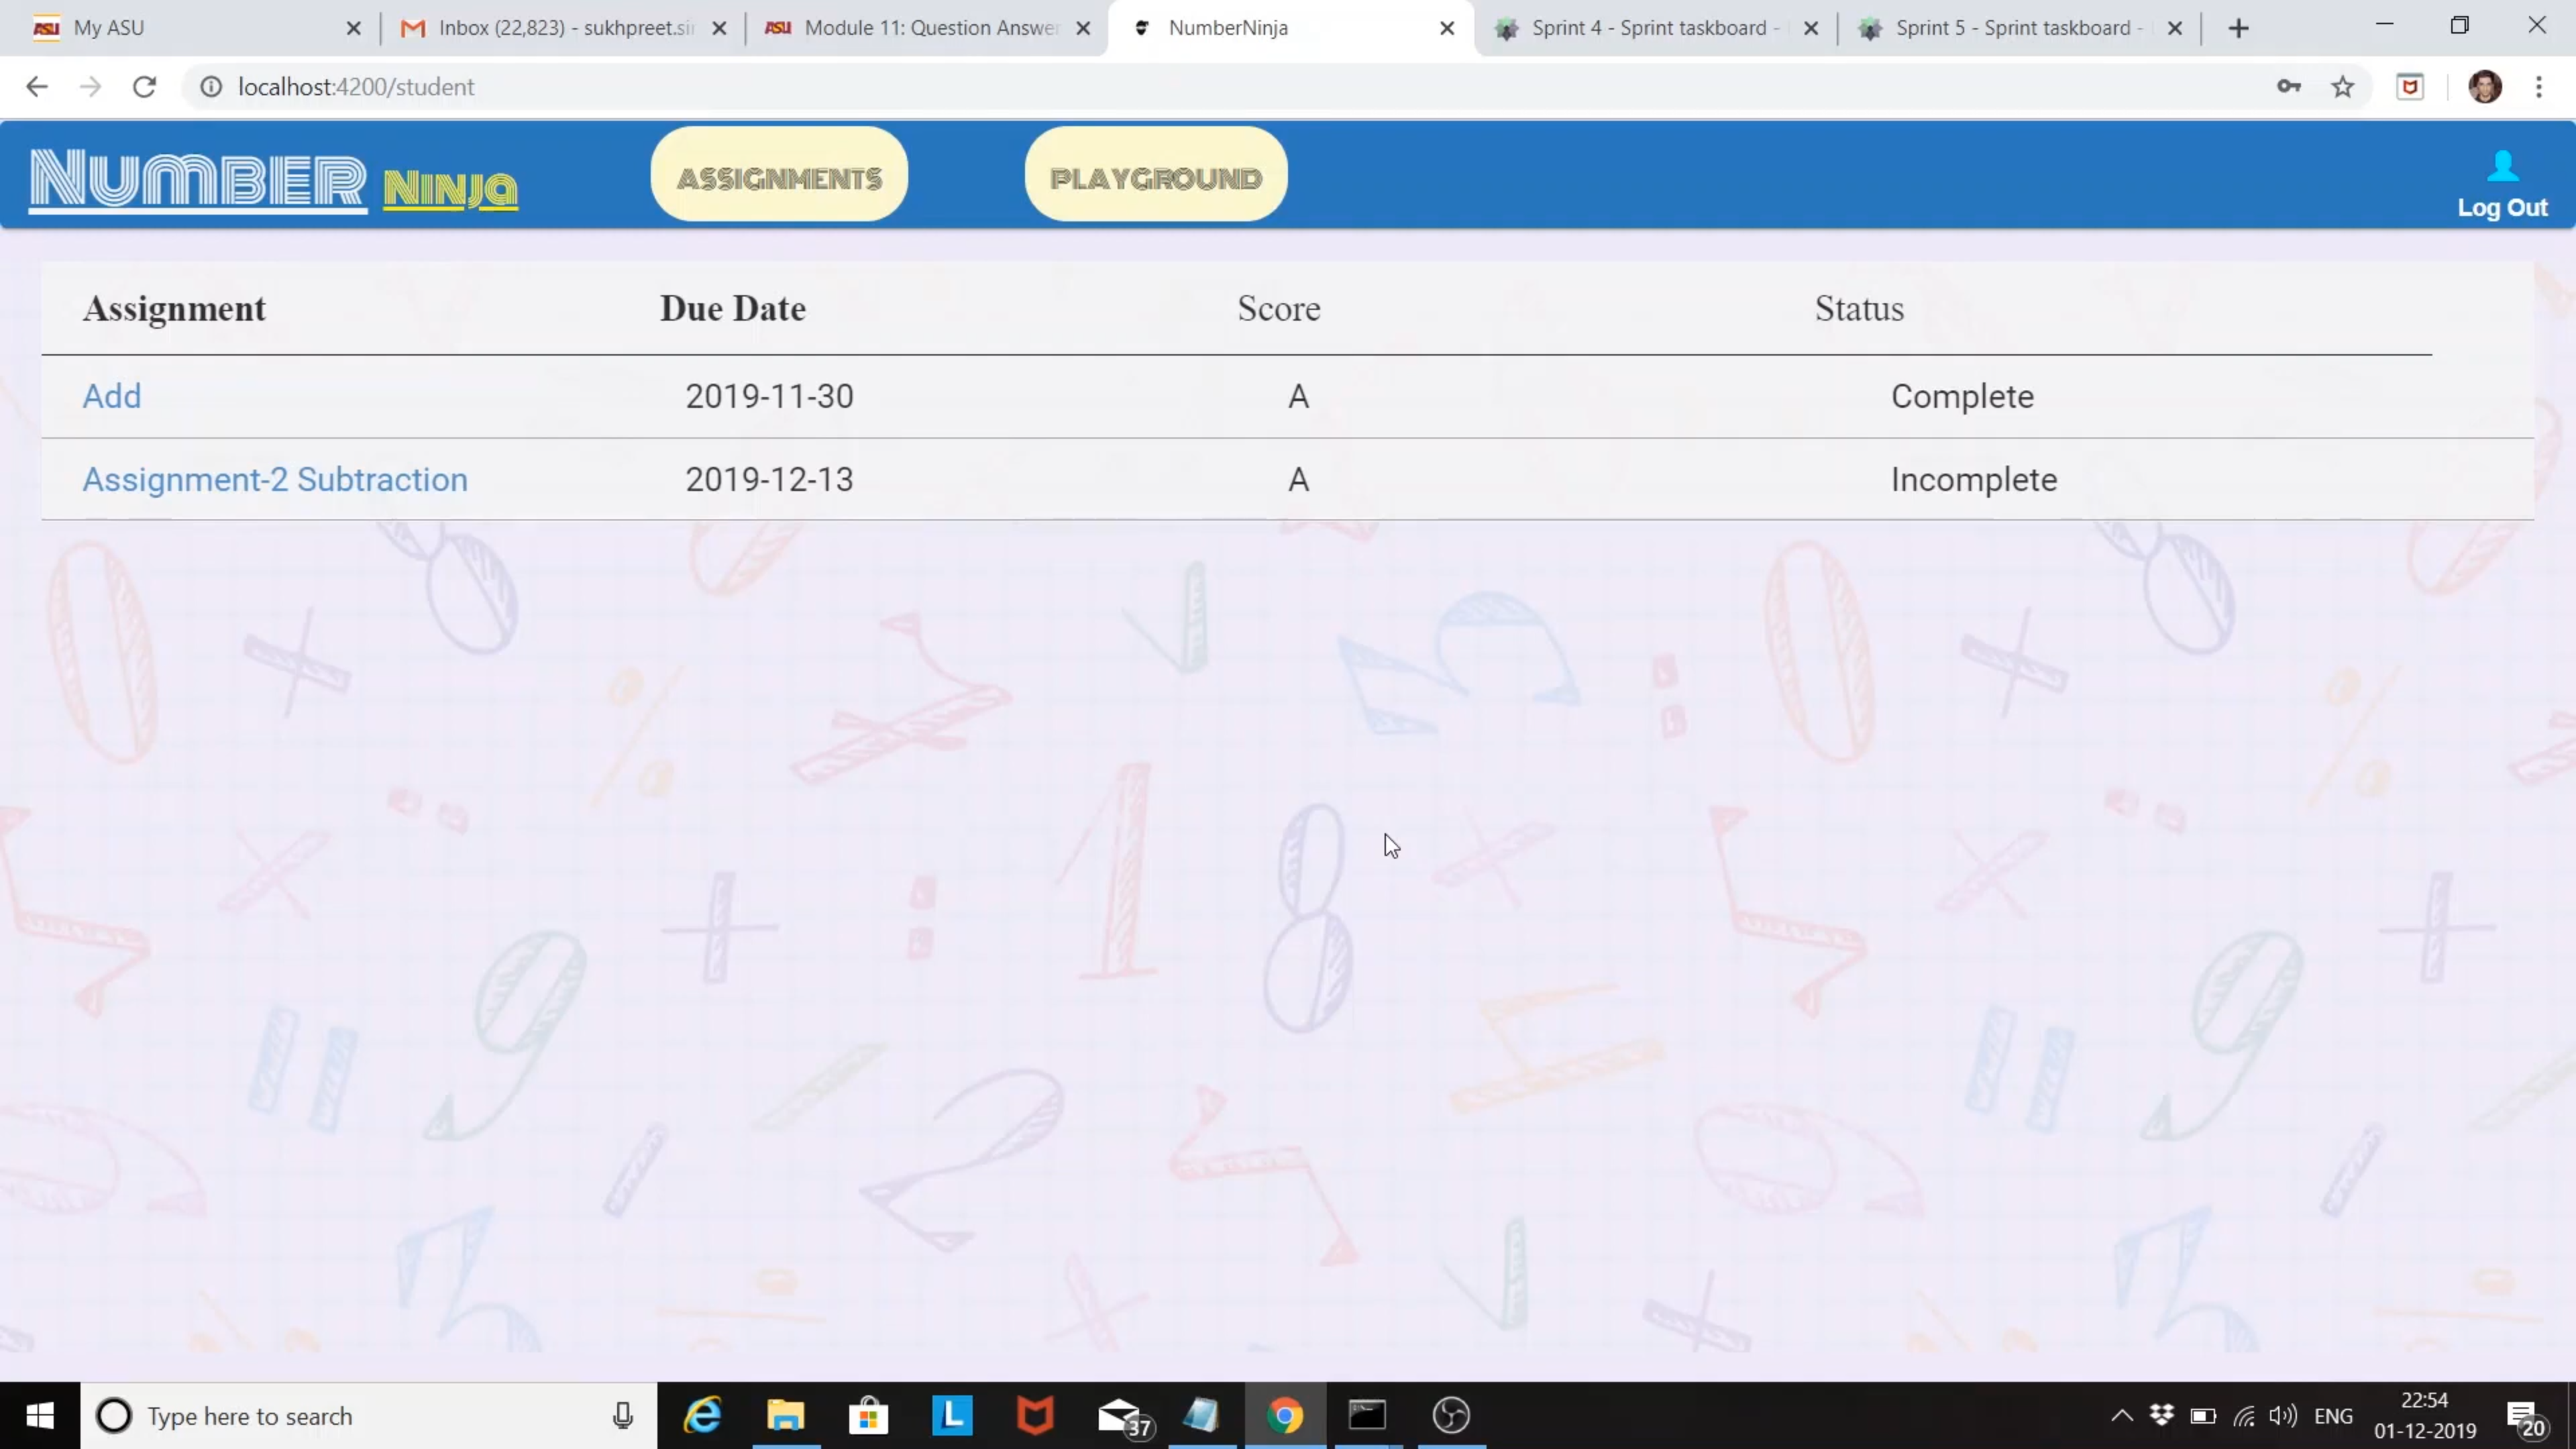 My ASU
Inbox (22,823) - sukhpreet.sin
Module 11: Question Answer
NumberNinja
Sprint 4 - Sprint taskboard -
Sprint 5 - Sprint taskboard -
localhost:4200/student
NUMBER NINJA
ASSIGNMENTS
PLAYGROUND
Log Out
Assignment Due Date Score Status
Add 2019-11-30 A Complete
Assignment-2 Subtraction 2019-12-13 A Incomplete
Type here to search
37
ENG
22:54
01-12-2019
20